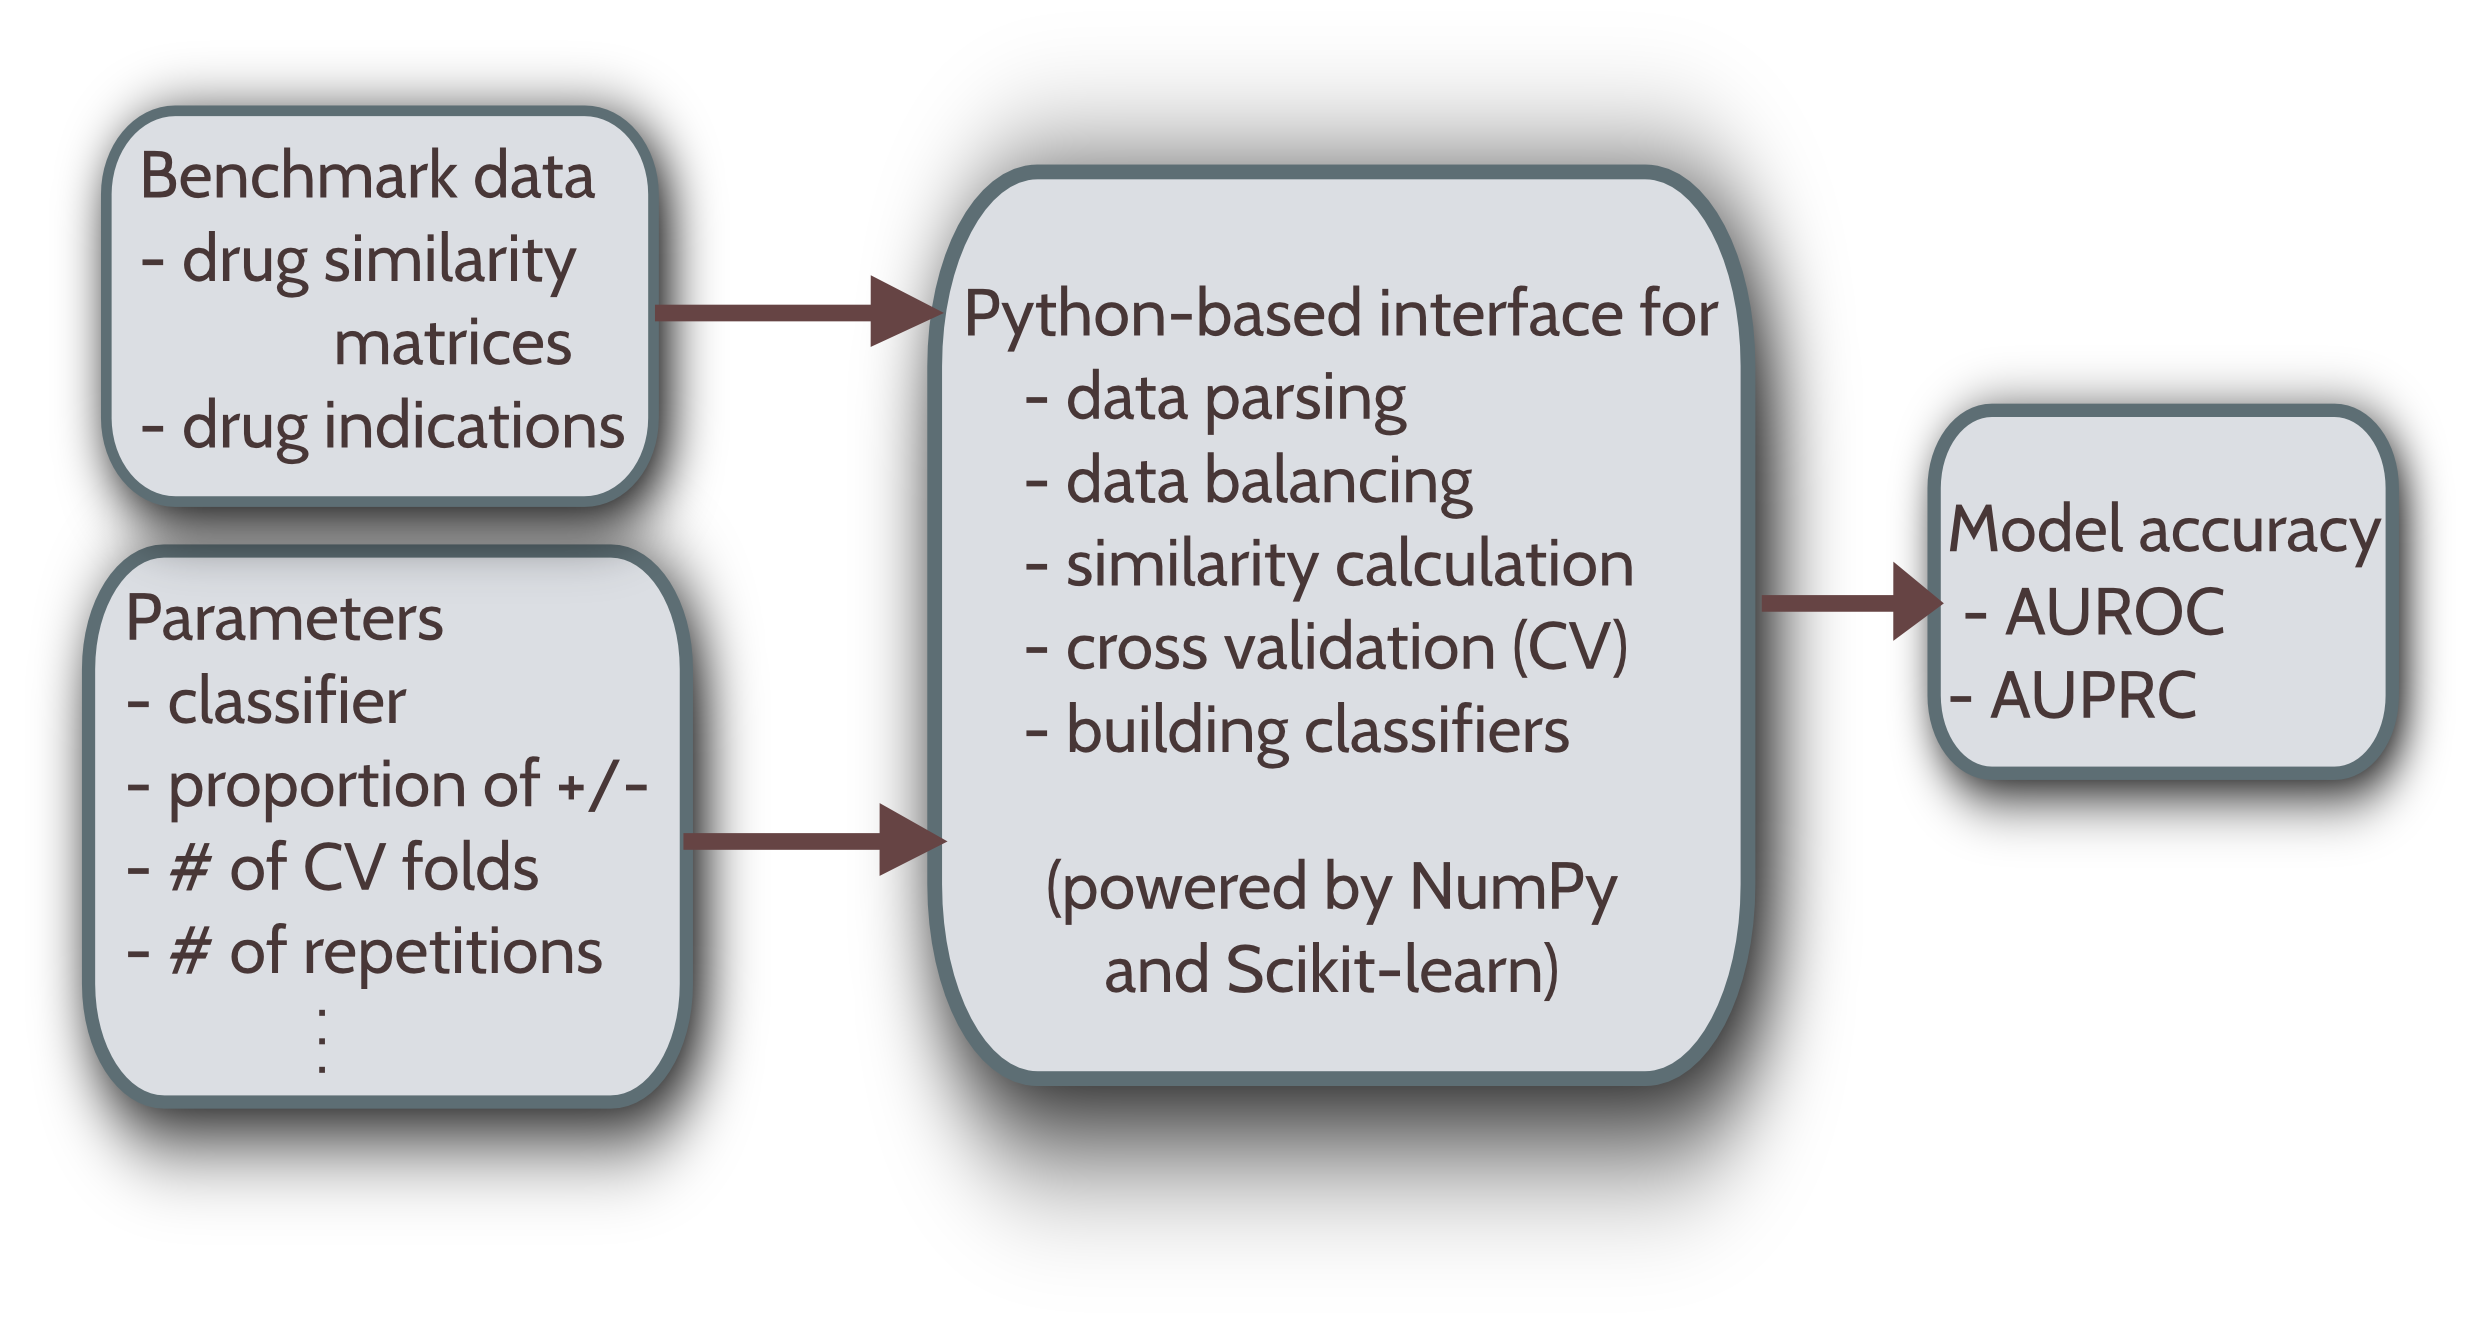 Benchmark data
- drug similarity
matrices
- drug indications
Parameters
- classifier
- proportion of +/-
- # of CV folds
- # of repetitions
.
.
.
Python-based interface for
- data parsing
- data balancing
- similarity calculation
- cross validation (CV)
- building classifiers
(powered by NumPy
and Scikit-learn)
Model accuracy
- AUROC
- AUPRC